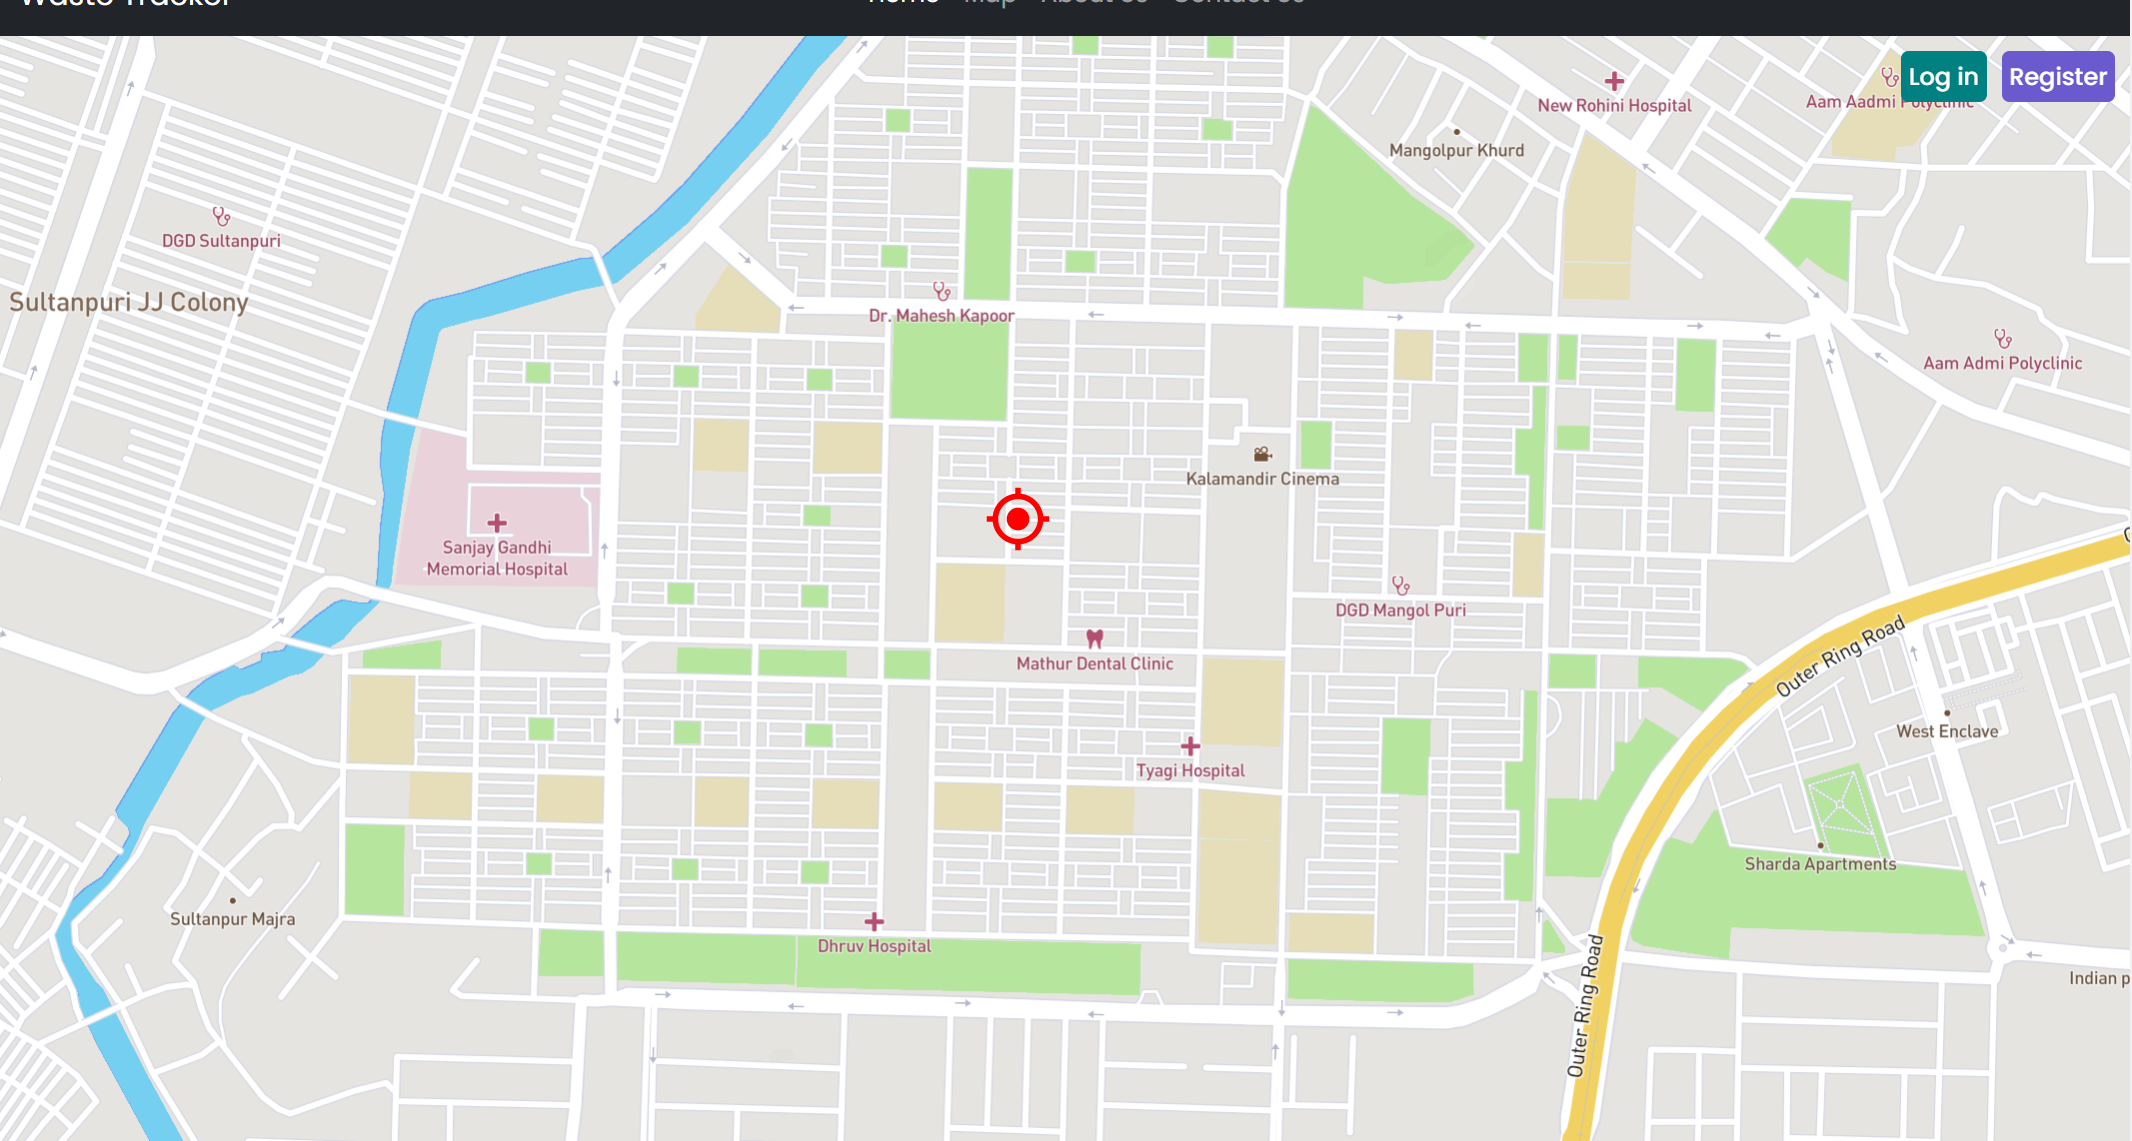 Waste Tracker
Home Map About Us Contact Us
Log in Register
New Rohini Hospital
Aam Aadmi Polyclinic
Mangolpur Khurd
DGD Sultanpuri
Sultanpuri JJ Colony
Dr. Mahesh Kapoor
Aam Admi Polyclinic
Kalamandir Cinema
Sanjay Gandhi
Memorial Hospital
DGD Mangol Puri
Mathur Dental Clinic
Outer Ring Road
West Enclave
Tyagi Hospital
Sharda Apartments
Sultanpur Majra
Dhruv Hospital
Outer Ring Road
Indian p